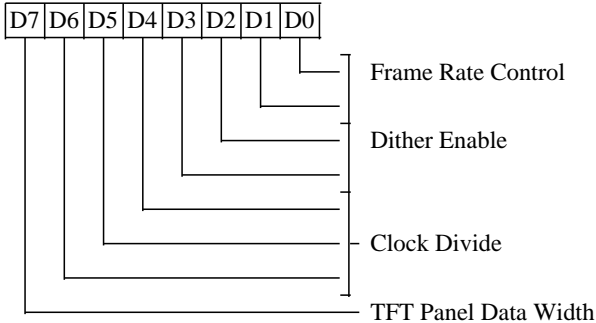 D7 D6 D5 D4 D3 D2 D1 D0
Frame Rate Control
Dither Enable
Clock Divide
TFT Panel Data Width